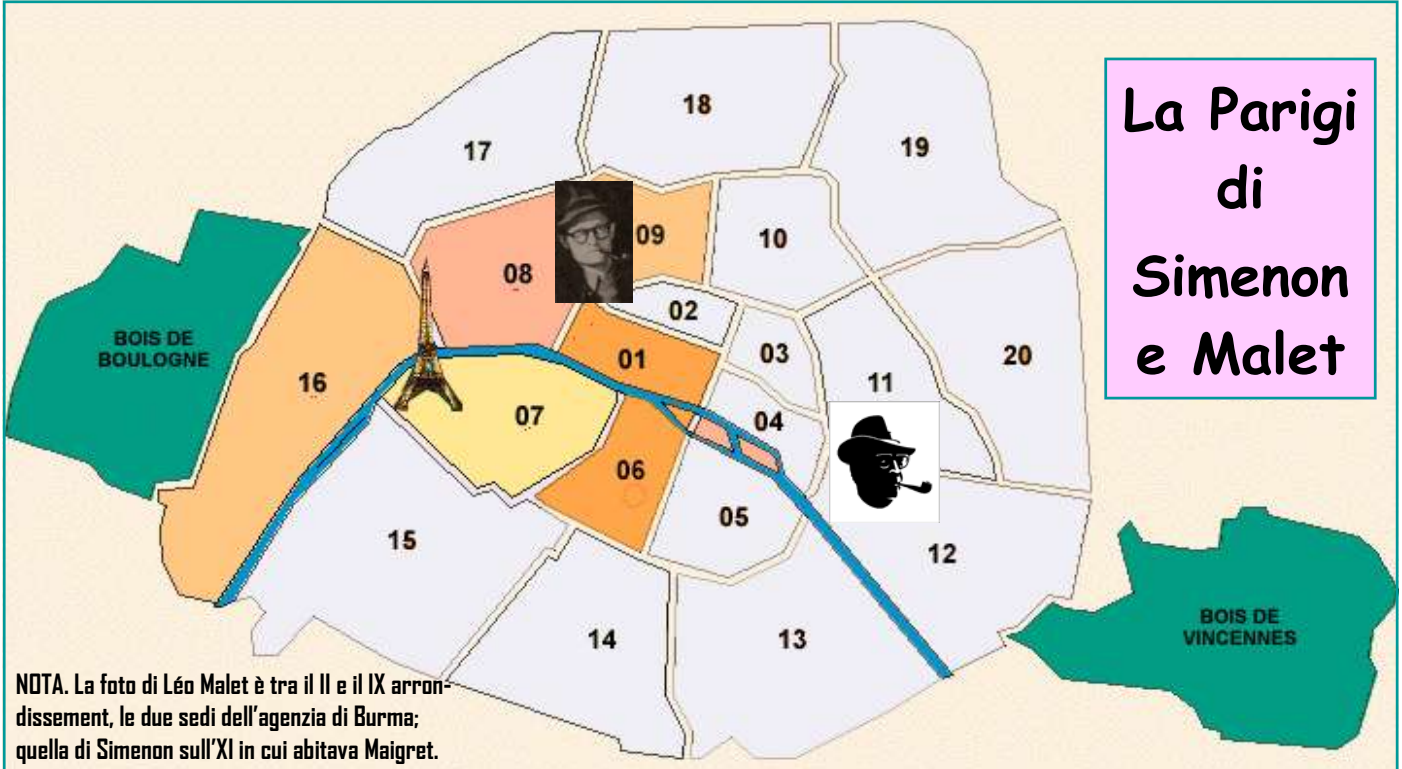 La Parigi
di
Simenon
e Malet
18
17
19
09
10
08
02
BOIS DE
BOULOGNE
01
03
20
16
11
07
04
06
05
15
12
14
13
BOIS DE
VINCENNES
NOTA. La foto di Léo Malet è tra il II e il IX arron-
dissement, le due sedi dell'agenzia di Burma;
quella di Simenon sull'XI in cui abitava Maigret.